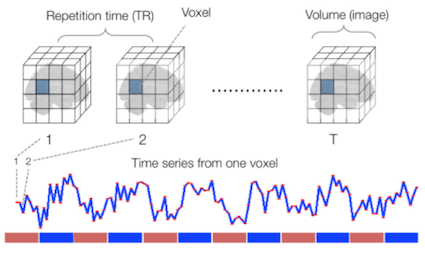 Repetition time (TR)
Voxel
Volume (image)
1
2
T
1
2
Time series from one voxel